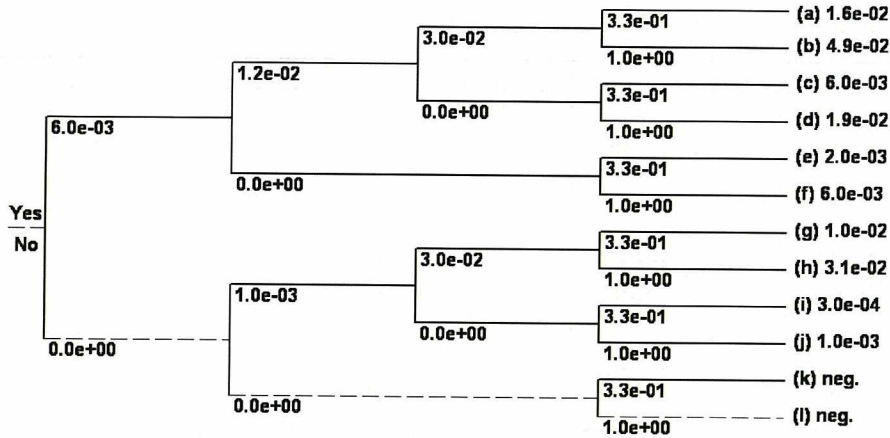 (a) 1.6e-02
3.3e-01
3.0e-02
(b) 4.9e-02
1.0e+00
1.2e-02
(c) 6.0e-03
3.3e-01
0.0e+00
(d) 1.9e-02
1.0e+00
6.0e-03
(e) 2.0e-03
3.3e-01
0.0e+00
(f) 6.0e-03
1.0e+00
Yes
No
(g) 1.0e-02
3.3e-01
3.0e-02
(h) 3.1e-02
1.0e+00
1.0e-03
(i) 3.0e-04
3.3e-01
0.0e+00
(j) 1.0e-03
1.0e+00
0.0e+00
(k) neg.
3.3e-01
0.0e+00
(l) neg.
1.0e+00